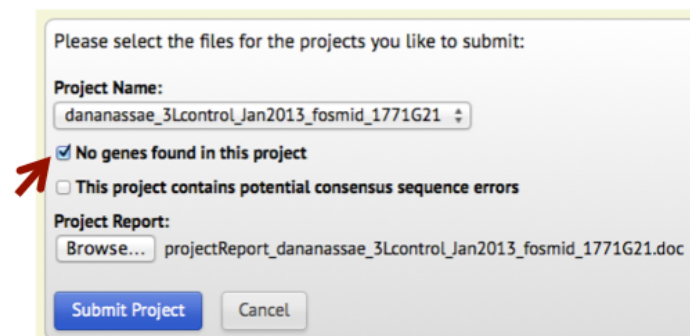 Please select the files for the projects you like to submit:
Project Name:
dananassae_3Lcontrol_Jan2013_fosmid_1771G21
No genes found in this project
This project contains potential consensus sequence errors
Project Report:
Browse... projectReport_dananassae_3Lcontrol_Jan2013_fosmid_1771G21.doc
Submit Project Cancel